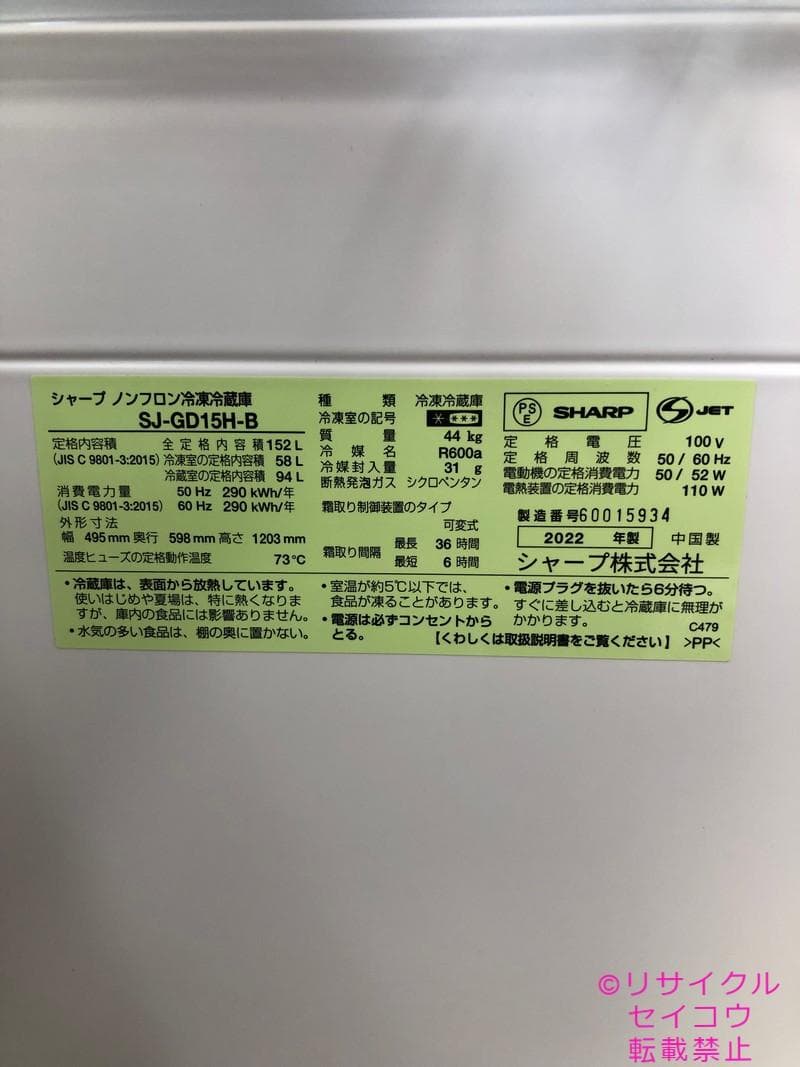 シャープ ノンフロン冷凍冷蔵庫
SJ-GD15H-B
定格内容積 全定格内容積 152 L
(JIS C 9801-3:2015) 冷凍室の定格内容積 58 L
冷蔵室の定格内容積 94 L
消費電力量 50 Hz 290 kWh/年
(JIS C 9801-3:2015) 60 Hz 290 kWh/年
外形寸法
幅 495 mm 奥行 598 mm 高さ 1203 mm
温度ヒューズの定格動作温度 73℃
種類 冷凍冷蔵庫
冷凍室の記号 * ***
質量 44 kg
冷媒名 R600a
冷媒封入量 31 g
断熱発泡ガス シクロペンタン
霜取り制御装置のタイプ
可変式
霜取り間隔 最長 36 時間
最短 6 時間
PS E SHARP S JET
定格電圧 100 V
定格周波数 50 / 60 Hz
電動機の定格消費電力 50 / 52 W
電熱装置の定格消費電力 110 W
製造番号 60015934
2022 年製 中国製
シャープ株式会社
・冷蔵庫は、表面から放熱しています。
使いはじめや夏場は、特に熱くなりま
すが、庫内の食品には影響ありません。
・水気の多い食品は、棚の奥に置かない。
・室温が約5℃以下では、
食品が凍ることがあります。
・電源は必ずコンセントから
とる。
・電源プラグを抜いたら6分待つ。
すぐに差し込むと冷蔵庫に無理が
かかります。 C479
【くわしくは取扱説明書をご覧ください】 >PP<
©リサイクル
セイコウ
転載禁止